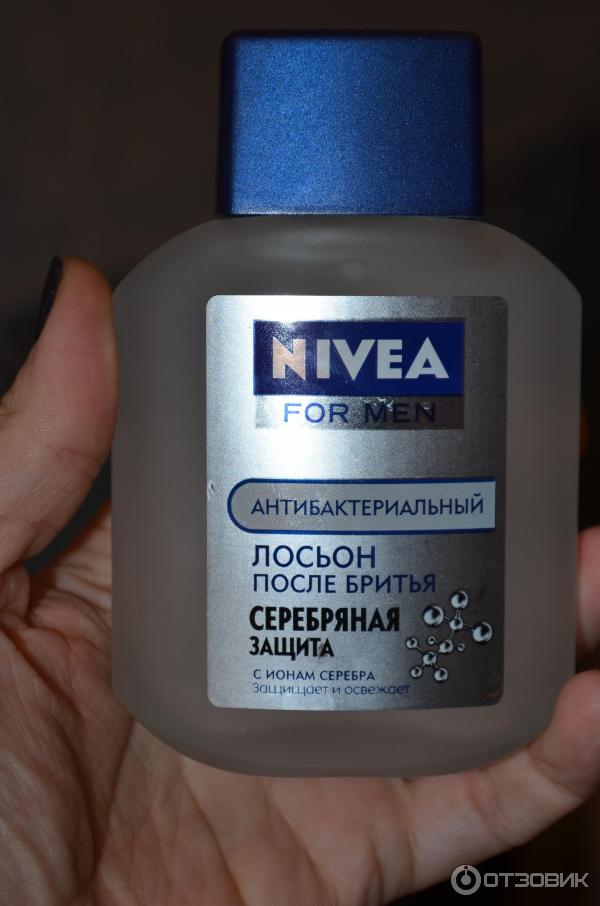 NIVEA
FOR MEN
АНТИБАКТЕРИАЛЬНЫЙ
ЛОСЬОН
ПОСЛЕ БРИТЬЯ
СЕРЕБРЯНАЯ
ЗАЩИТА
С ИОНАМ СЕРЕБРА
Защищает и освежает
ОТЗОВИК